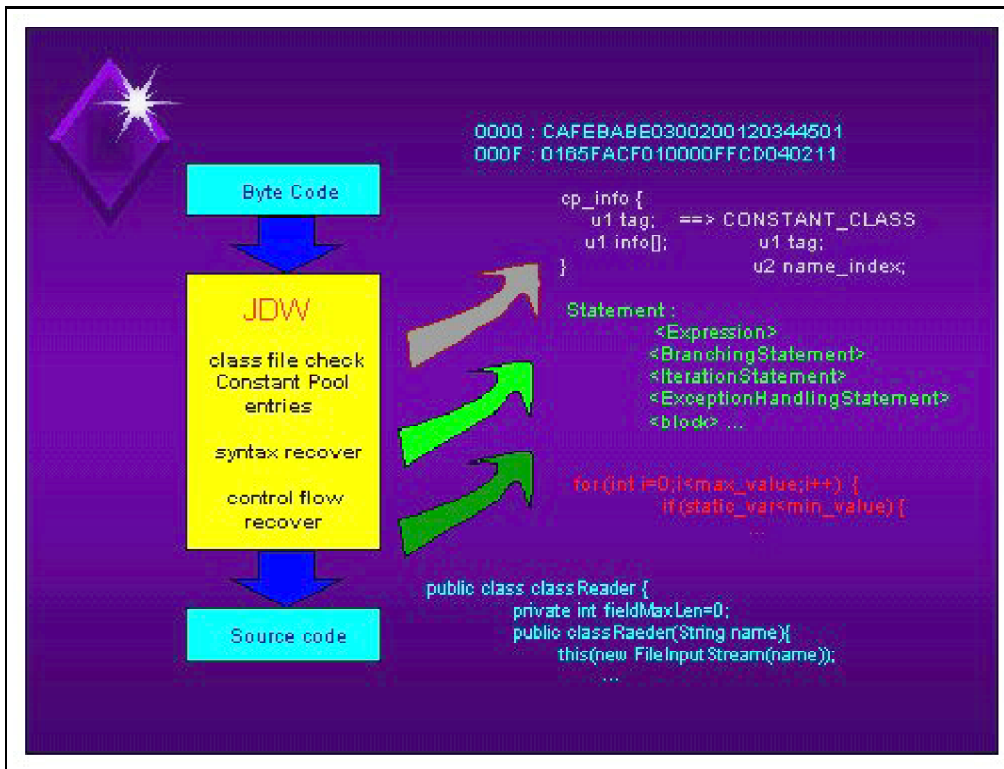 0000 : CAFEBABE0300200120344501
000F : 0165FACF010000FFCD040211
Byte Code
cp_info {
u1 tag; ==> CONSTANT_CLASS
u1 info[]; u1 tag;
} u2 name_index;
JDW
class file check
Constant Pool
entries
syntax recover
control flow
recover
Statement :
<Expression>
<BranchingStatement>
<IterationStatement>
<ExceptionHandlingStatement>
<block> ...
for(int i=0;i<max_value;i++) {
if(static_var<min_value) {
...
Source code
public class classReader {
private int fieldMaxLen=0;
public classRaeder(String name){
this(new FileInputStream(name));
...